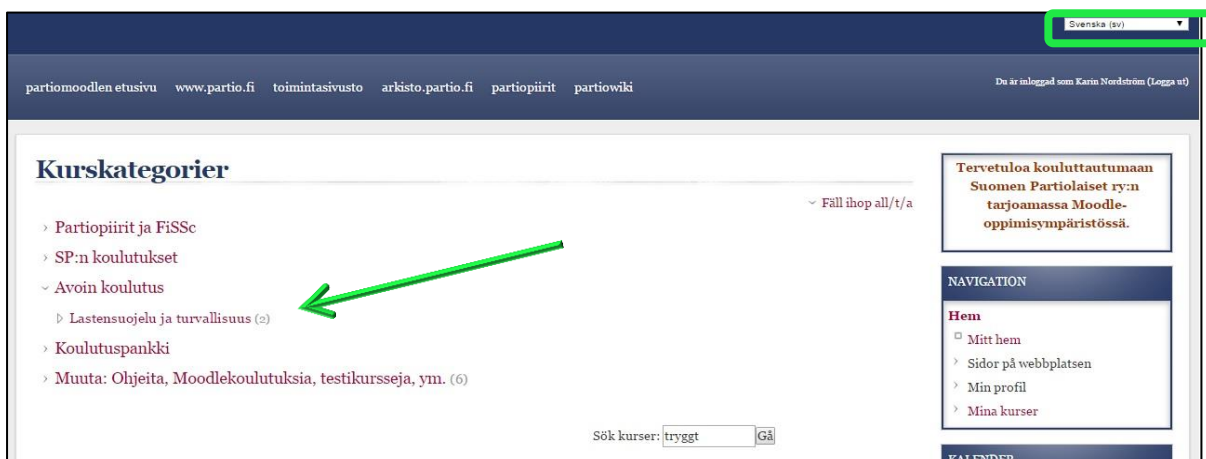 Svenska (sv)
partiomoodlen etusivu www.partio.fi toimintasivusto arkisto.partio.fi partiopiirit partiowiki
Du är inloggad som Karin Nordström (Logga ut)
Kurskategorier
Fäll ihop all/t/a
Partiopiirit ja FiSSc
SP:n koulutukset
Avoin koulutus
Lastensuojelu ja turvallisuus (2)
Koulutuspankki
Muuta: Ohjeita, Moodlekoulutuksia, testikursseja, ym. (6)
Sök kurser: tryggt Gå
Tervetuloa kouluttautumaan
Suomen Partiolaiset ry:n
tarjoamassa Moodle-
oppimisympäristössä.
NAVIGATION
Hem
Mitt hem
Sidor på webbplatsen
Min profil
Mina kurser
KALENDER